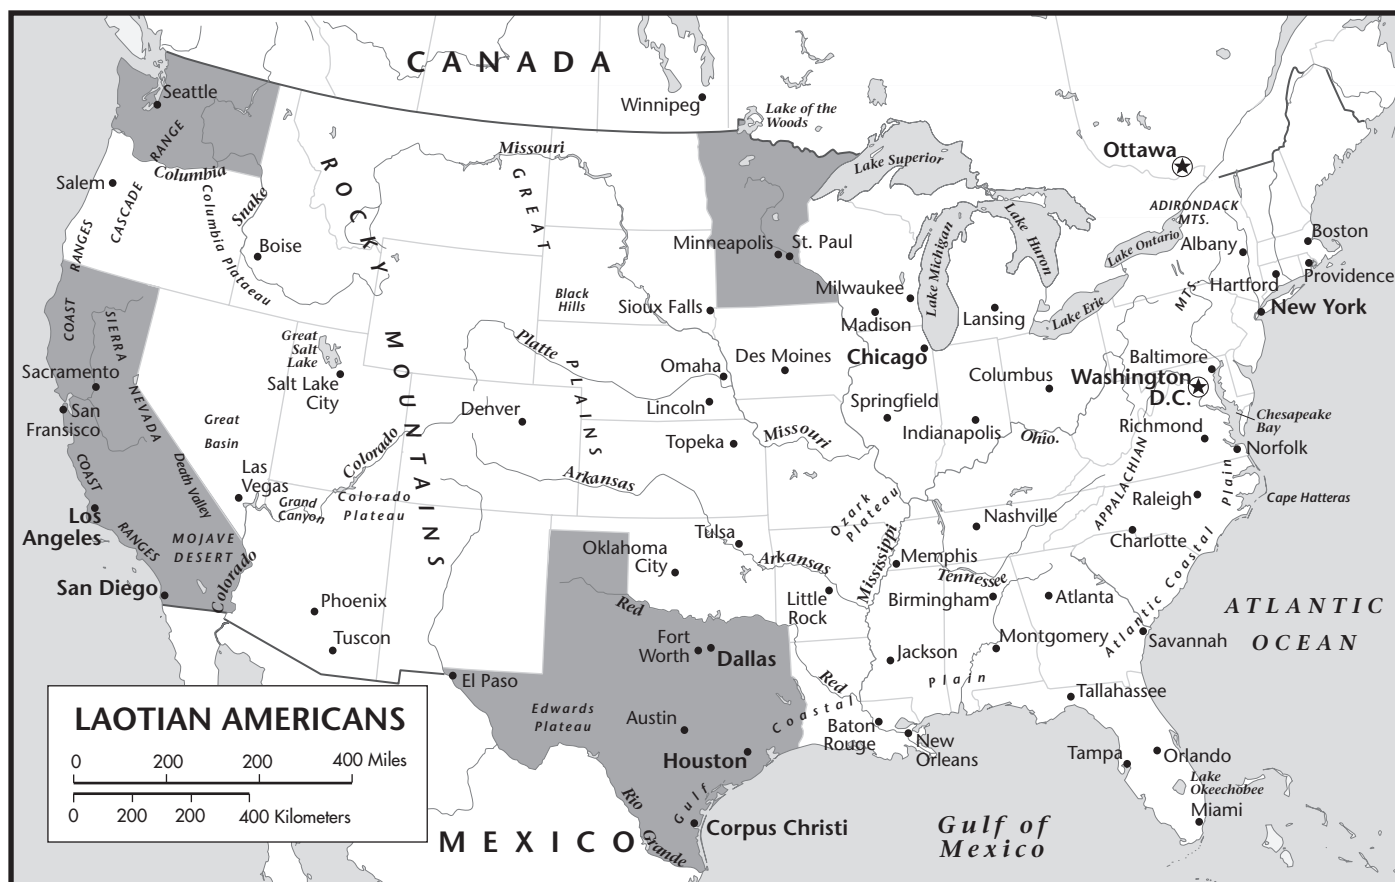 CANADA
Seattle
Winnipeg
Lake of the
Woods
Ottawa
Lake Superior
RANGE
Columbia
Missouri
ROCKY
MOUNTAINS
GREAT
PLAINS
Salem
CASCADE
RANGES
Columbia Plataeau
Snake
Boise
Minneapolis
St. Paul
Lake Michigan
Lake Huron
ADIRONDACK
MTS.
Lake Ontario
Albany
Boston
Providence
Hartford
New York
COAST
SIERRA
NEVADA
Black
Hills
Sioux Falls
Milwaukee
Madison
Lansing
Lake Erie
MTS.
Great
Salt
Lake
Salt Lake
City
Platte
Omaha
Des Moines
Chicago
Columbus
Baltimore
Washington
D.C.
Sacramento
San
Fransisco
Great
Basin
Denver
Lincoln
Springfield
Indianapolis
Ohio.
Richmond
Chesapeake
Bay
Norfolk
Topeka
Missouri
Colorado
COAST
RANGES
Death Valley
Las
Vegas
Grand
Canyon
Colorado
Plateau
Arkansas
Ozark
Plateau
APPALACHIAN
Plain
Raleigh
Cape Hatteras
Los
Angeles
MOJAVE
DESERT
Colorado
Oklahoma
City
Tulsa
Arkansas
Mississippi
Nashville
Memphis
Tennessee
Charlotte
Atlantic Coastal
San Diego
Phoenix
Tuscon
Red
Little
Rock
Birmingham
Atlanta
ATLANTIC
OCEAN
Fort
Worth
Dallas
Jackson
Montgomery
Savannah
El Paso
Edwards
Plateau
Red
Plain
Coastal
Gulf
Tallahassee
LAOTIAN AMERICANS
0 200 200 400 Miles
0 200 200 400 Kilometers
Austin
Houston
Baton
Rouge
New
Orleans
Tampa
Orlando
Lake
Okeechobee
Miami
Rio
Grande
Corpus Christi
MEXICO
Gulf of
Mexico